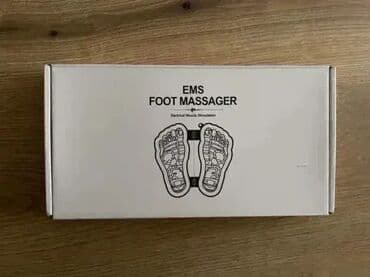 EMS
FOOT MASSAGER
Electrical Muscle Stimulation